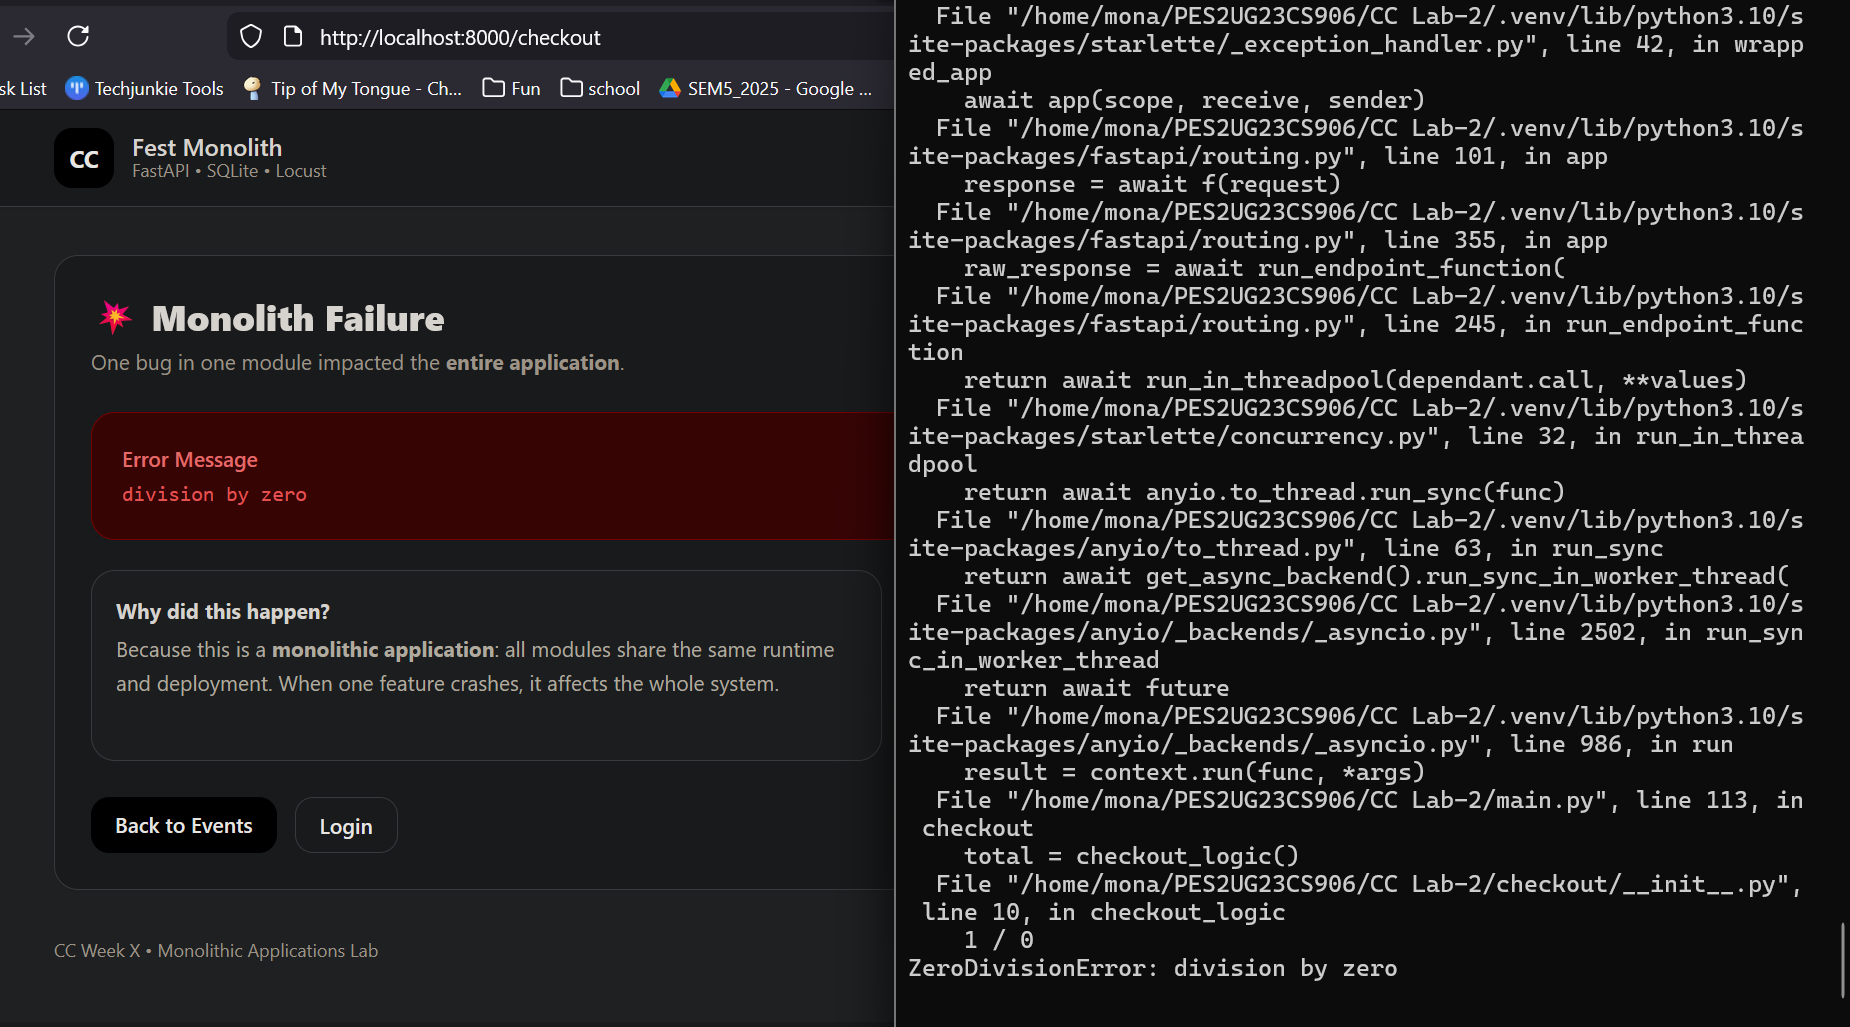 http://localhost:8000/checkout
sk List
Techjunkie Tools
Tip of My Tongue - Ch...
Fun
school
SEM5_2025 - Google ...
CC
Fest Monolith
FastAPI • SQLite • Locust
Monolith Failure
One bug in one module impacted the entire application.
Error Message
division by zero
Why did this happen?
Because this is a monolithic application: all modules share the same runtime
and deployment. When one feature crashes, it affects the whole system.
Back to Events
Login
CC Week X • Monolithic Applications Lab
  File "/home/mona/PES2UG23CS906/CC Lab-2/.venv/lib/python3.10/s
ite-packages/starlette/_exception_handler.py", line 42, in wrapp
ed_app
    await app(scope, receive, sender)
  File "/home/mona/PES2UG23CS906/CC Lab-2/.venv/lib/python3.10/s
ite-packages/fastapi/routing.py", line 101, in app
    response = await f(request)
  File "/home/mona/PES2UG23CS906/CC Lab-2/.venv/lib/python3.10/s
ite-packages/fastapi/routing.py", line 355, in app
    raw_response = await run_endpoint_function(
  File "/home/mona/PES2UG23CS906/CC Lab-2/.venv/lib/python3.10/s
ite-packages/fastapi/routing.py", line 245, in run_endpoint_func
tion
    return await run_in_threadpool(dependant.call, **values)
  File "/home/mona/PES2UG23CS906/CC Lab-2/.venv/lib/python3.10/s
ite-packages/starlette/concurrency.py", line 32, in run_in_threa
dpool
    return await anyio.to_thread.run_sync(func)
  File "/home/mona/PES2UG23CS906/CC Lab-2/.venv/lib/python3.10/s
ite-packages/anyio/to_thread.py", line 63, in run_sync
    return await get_async_backend().run_sync_in_worker_thread(
  File "/home/mona/PES2UG23CS906/CC Lab-2/.venv/lib/python3.10/s
ite-packages/anyio/_backends/_asyncio.py", line 2502, in run_syn
c_in_worker_thread
    return await future
  File "/home/mona/PES2UG23CS906/CC Lab-2/.venv/lib/python3.10/s
ite-packages/anyio/_backends/_asyncio.py", line 986, in run
    result = context.run(func, *args)
  File "/home/mona/PES2UG23CS906/CC Lab-2/main.py", line 113, in
 checkout
    total = checkout_logic()
  File "/home/mona/PES2UG23CS906/CC Lab-2/checkout/__init__.py",
 line 10, in checkout_logic
    1 / 0
ZeroDivisionError: division by zero